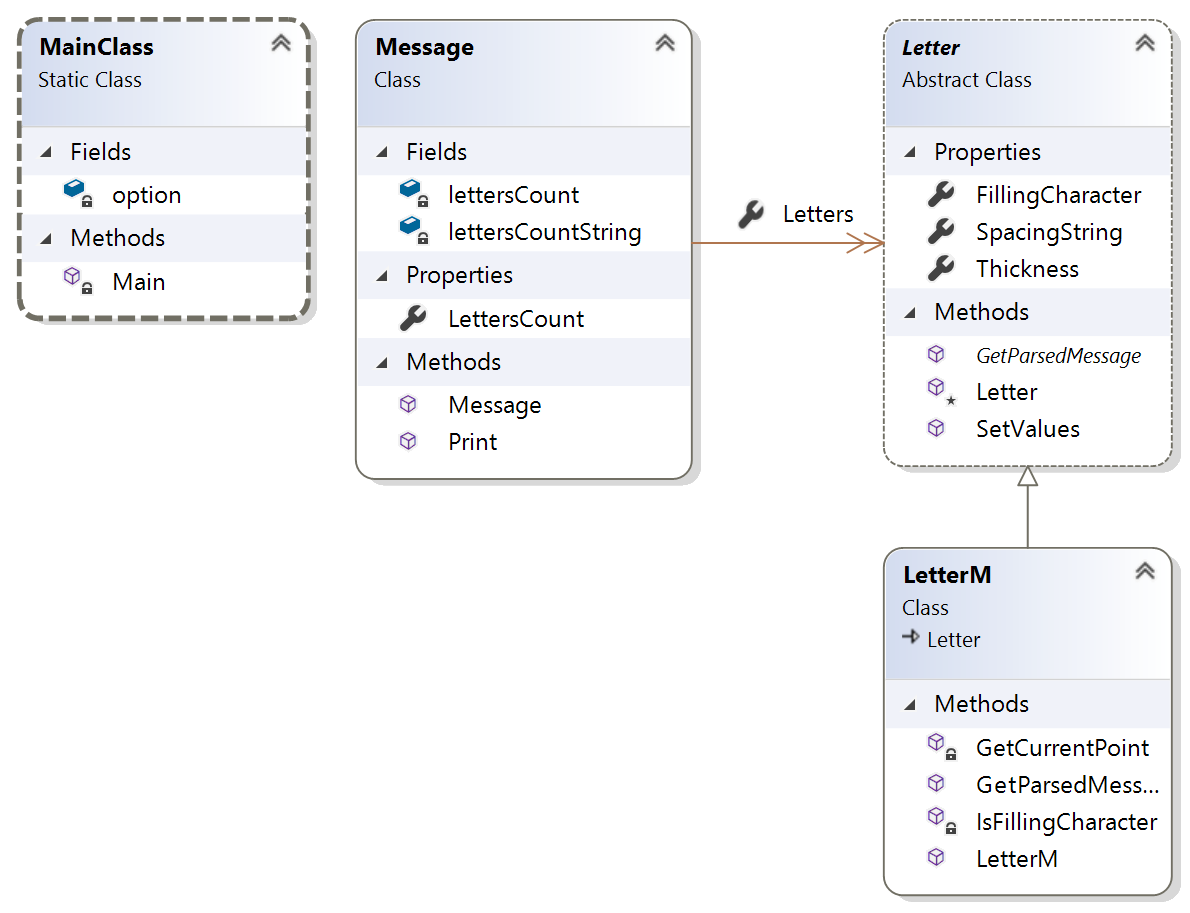 MainClass
Static Class
Fields
option
Methods
Main
Message
Class
Fields
lettersCount
lettersCountString
Properties
LettersCount
Methods
Message
Print
Letters
Letter
Abstract Class
Properties
FillingCharacter
SpacingString
Thickness
Methods
GetParsedMessage
Letter
SetValues
LetterM
Class
Letter
Methods
GetCurrentPoint
GetParsedMess...
IsFillingCharacter
LetterM